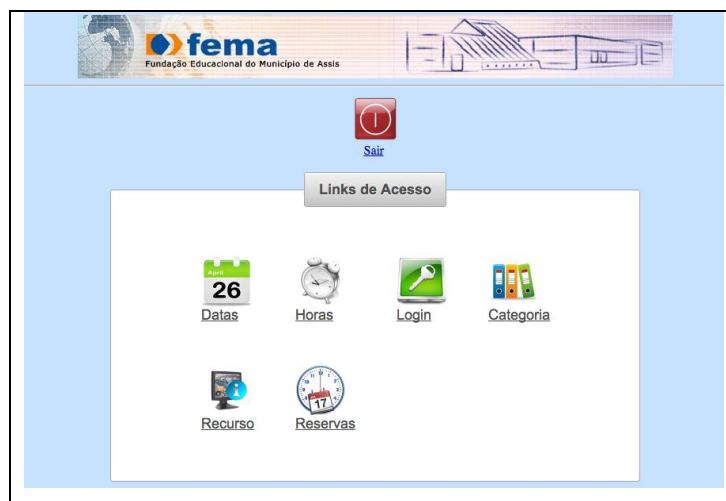 fema
Fundação Educacional do Município de Assis
Sair
Links de Acesso
April
26
Datas
Horas
Login
Categoria
17
Recurso
Reservas